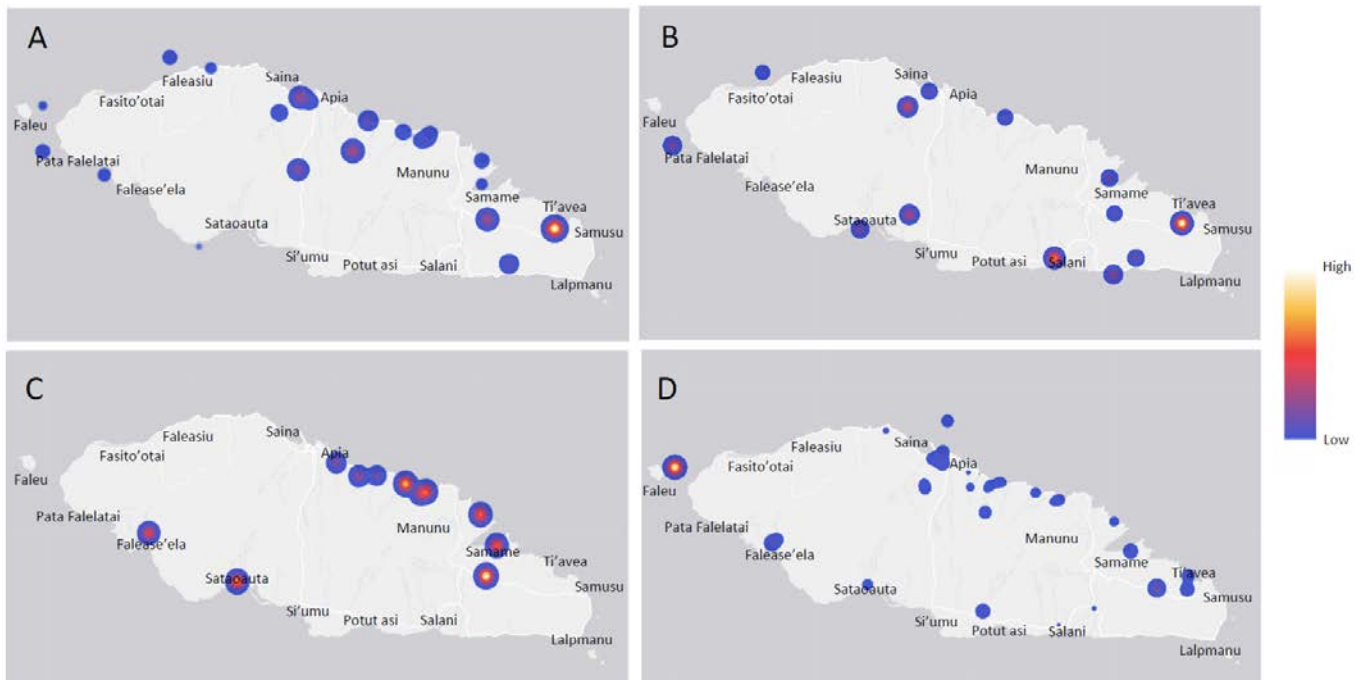 A
Saina
Faleasiu
Apia
Fasito'otai
Faleu
Pata Falelatai
Manunu
Falease'ela
Samame
Ti'avea
Sataoauta
Samusu
Si'umu
Potut asi
Salani
Lalpmanu
B
Saina
Faleasiu
Apia
Fasito'otai
Faleu
Pata Falelatai
Manunu
Falease'ela
Samame
Ti'avea
Sataoauta
Samusu
Si'umu
Potut asi
Salani
Lalpmanu
High
Low
C
Saina
Faleasiu
Apia
Fasito'otai
Faleu
Pata Falelatai
Manunu
Falease'ela
Samame
Ti'avea
Sataoauta
Samusu
Si'umu
Potut asi
Salani
Lalpmanu
D
Saina
Faleasiu
Apia
Fasito'otai
Faleu
Pata Falelatai
Manunu
Falease'ela
Samame
Ti'avea
Sataoauta
Samusu
Si'umu
Potut asi
Salani
Lalpmanu